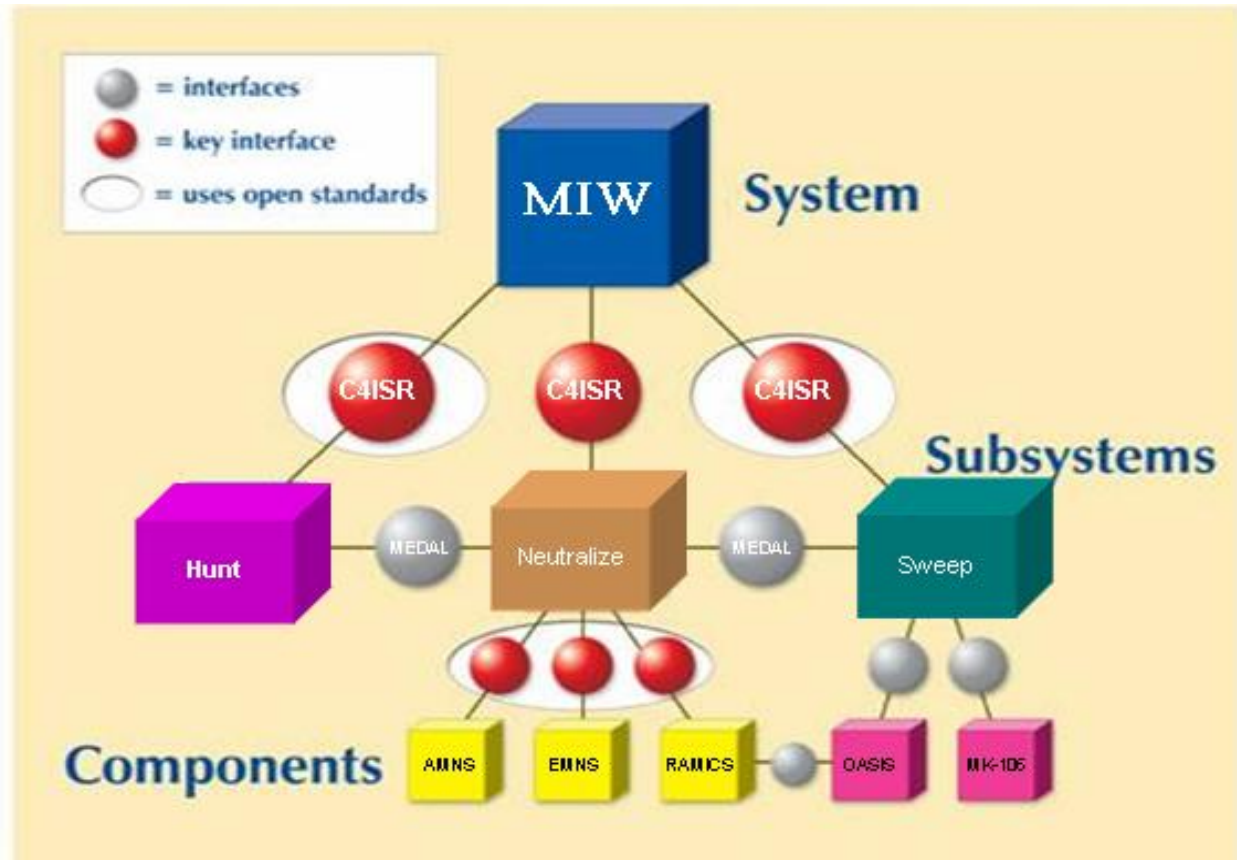 = interfaces
= key interface
= uses open standards
MIW
System
C4ISR
C4ISR
C4ISR
Subsystems
Hunt
MEDAL
Neutralize
MEDAL
Sweep
Components
AMNS
EMNS
RAMICS
OASIS
MK-105